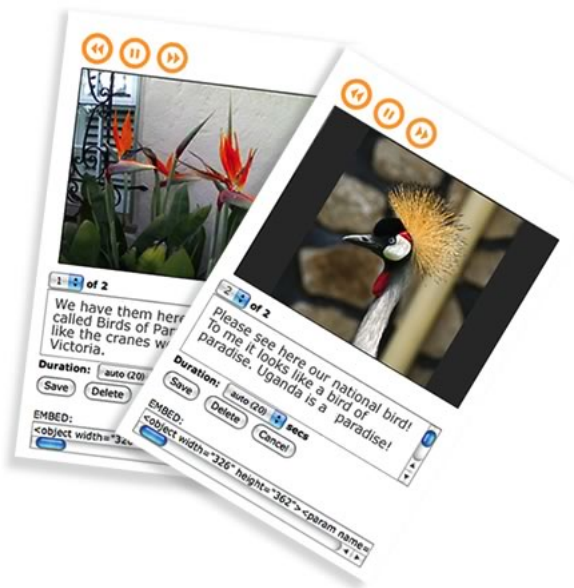 1 of 2
We have them here
called Birds of Par
like the cranes w
Victoria.
Duration: auto (20)
Save Delete
EMBED:
<object width="326
2 of 2
Please see here our national bird!
To me it looks like a bird of
paradise. Uganda is a paradise!
Duration: auto (20) secs
Save Delete Cancel
EMBED:
<object width="326" height="362"><param name=